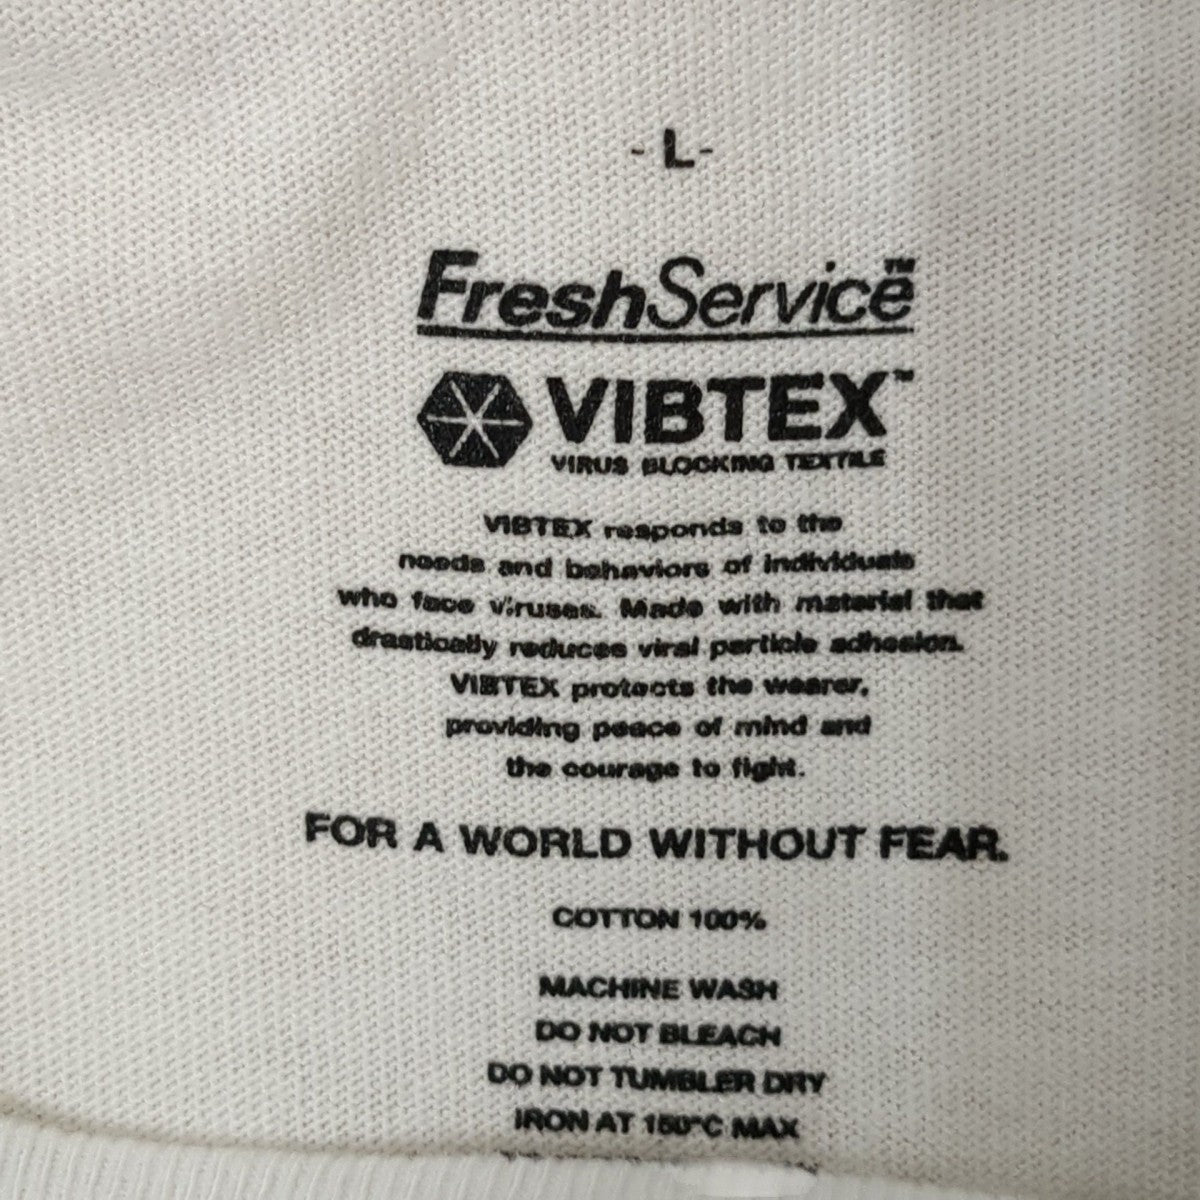 - L -
FreshService™
VIBTEX™
VIRUS BLOCKING TEXTILE
VIBTEX responds to the
needs and behaviors of individuals
who face viruses. Made with material that
drastically reduces viral particle adhesion.
VIBTEX protects the wearer,
providing peace of mind and
the courage to fight.
FOR A WORLD WITHOUT FEAR.
COTTON 100%
MACHINE WASH
DO NOT BLEACH
DO NOT TUMBLER DRY
IRON AT 150°C MAX